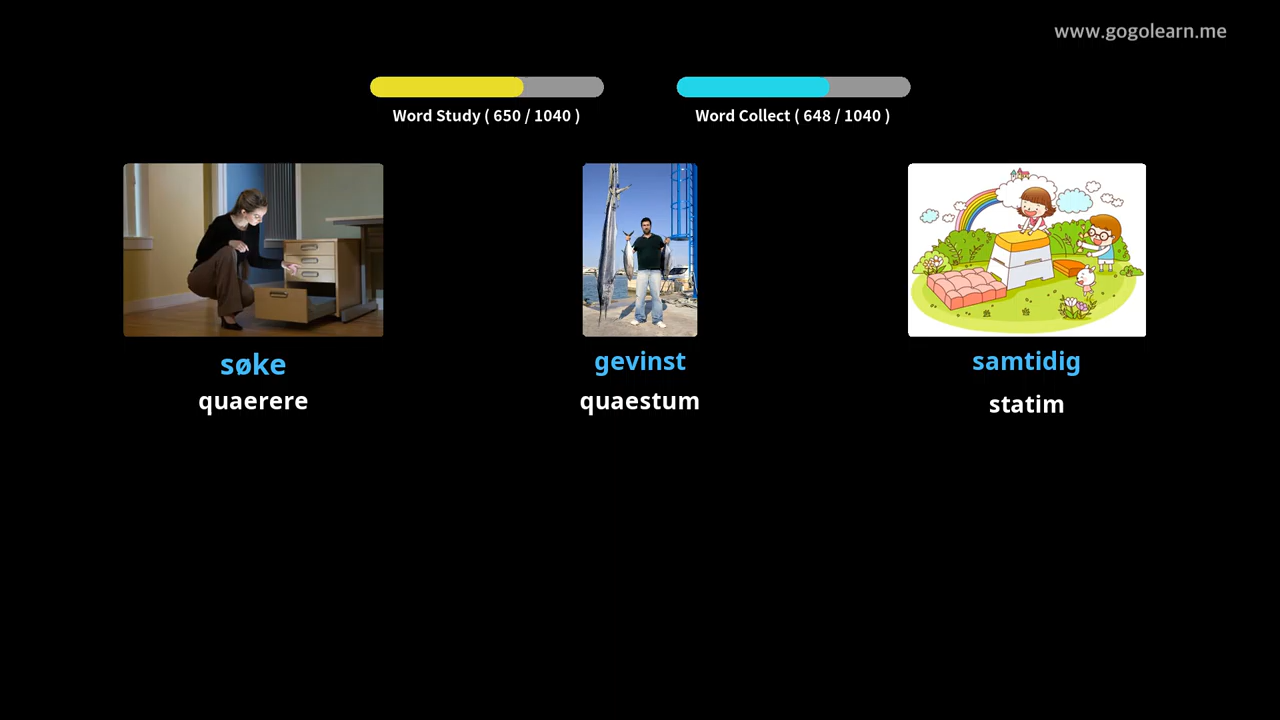 www.gogolearn.me
Word Study ( 650 / 1040 )
Word Collect ( 648 / 1040 )
søke
quaerere
gevinst
quaestum
samtidig
statim